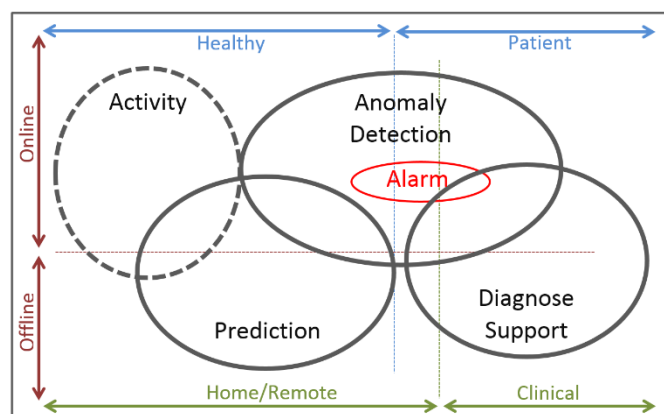 Healthy
Patient
Online
Activity
Anomaly
Detection
Alarm
Offline
Prediction
Diagnose
Support
Home/Remote
Clinical